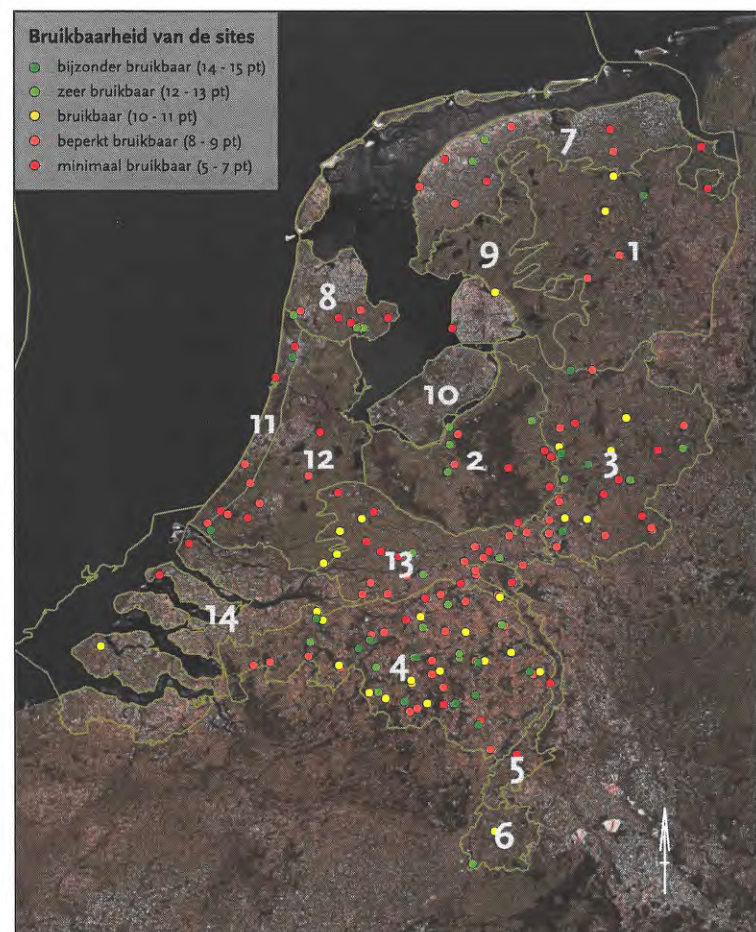 Bruikbaarheid van de sites
bijzonder bruikbaar (14 - 15 pt)
zeer bruikbaar (12 - 13 pt)
bruikbaar (10 - 11 pt)
beperkt bruikbaar (8 - 9 pt)
minimaal bruikbaar (5 - 7 pt)
7
1
9
8
10
11
12
2
3
13
14
4
5
6